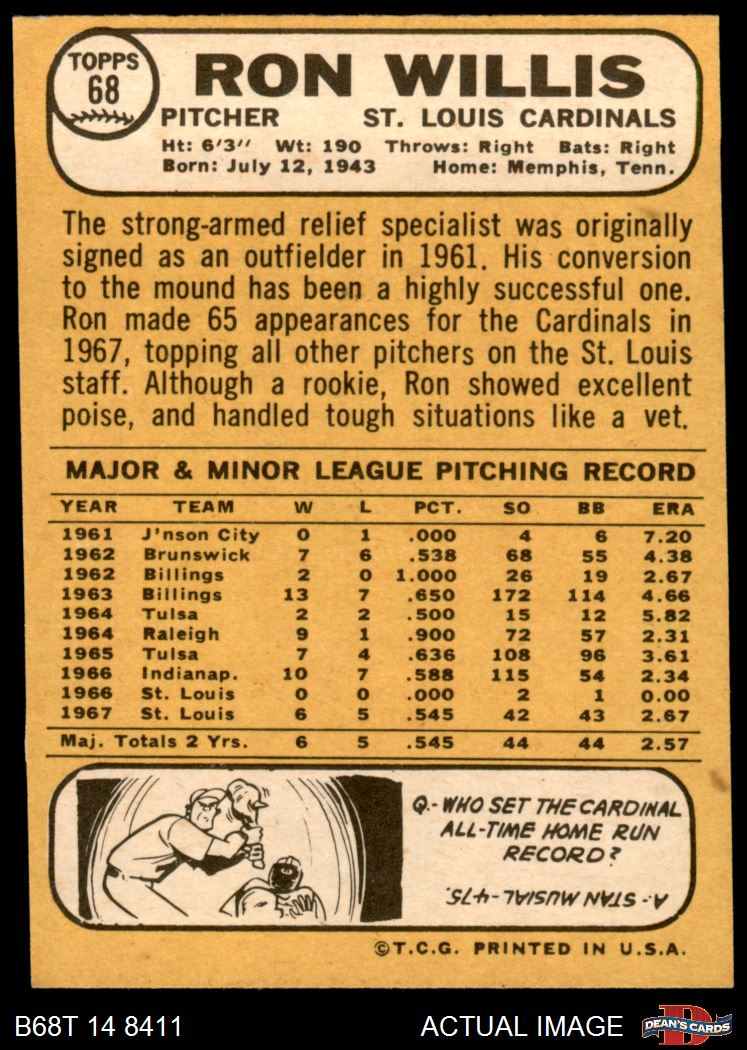 TOPPS
68
RON WILLIS
PITCHER ST. LOUIS CARDINALS
Ht: 6'3" Wt: 190 Throws: Right Bats: Right
Born: July 12, 1943 Home: Memphis, Tenn.
The strong-armed relief specialist was originally
signed as an outfielder in 1961. His conversion
to the mound has been a highly successful one.
Ron made 65 appearances for the Cardinals in
1967, topping all other pitchers on the St. Louis
staff. Although a rookie, Ron showed excellent
poise, and handled tough situations like a vet.
MAJOR & MINOR LEAGUE PITCHING RECORD
YEAR TEAM W L PCT. SO BB ERA
1961 J'nson City 0 1 .000 4 6 7.20
1962 Brunswick 7 6 .538 68 55 4.38
1962 Billings 2 0 1.000 26 19 2.67
1963 Billings 13 7 .650 172 114 4.66
1964 Tulsa 2 2 .500 15 12 5.82
1964 Raleigh 9 1 .900 72 57 2.31
1965 Tulsa 7 4 .636 108 96 3.61
1966 Indianap. 10 7 .588 115 54 2.34
1966 St. Louis 0 0 .000 2 1 0.00
1967 St. Louis 6 5 .545 42 43 2.67
Maj. Totals 2 Yrs. 6 5 .545 44 44 2.57
Q.- WHO SET THE CARDINAL
ALL-TIME HOME RUN
RECORD?
A.- STAN MUSIAL-475.
©T.C.G. PRINTED IN U.S.A.
B68T 14 8411 ACTUAL IMAGE
D
DEAN'S CARDS